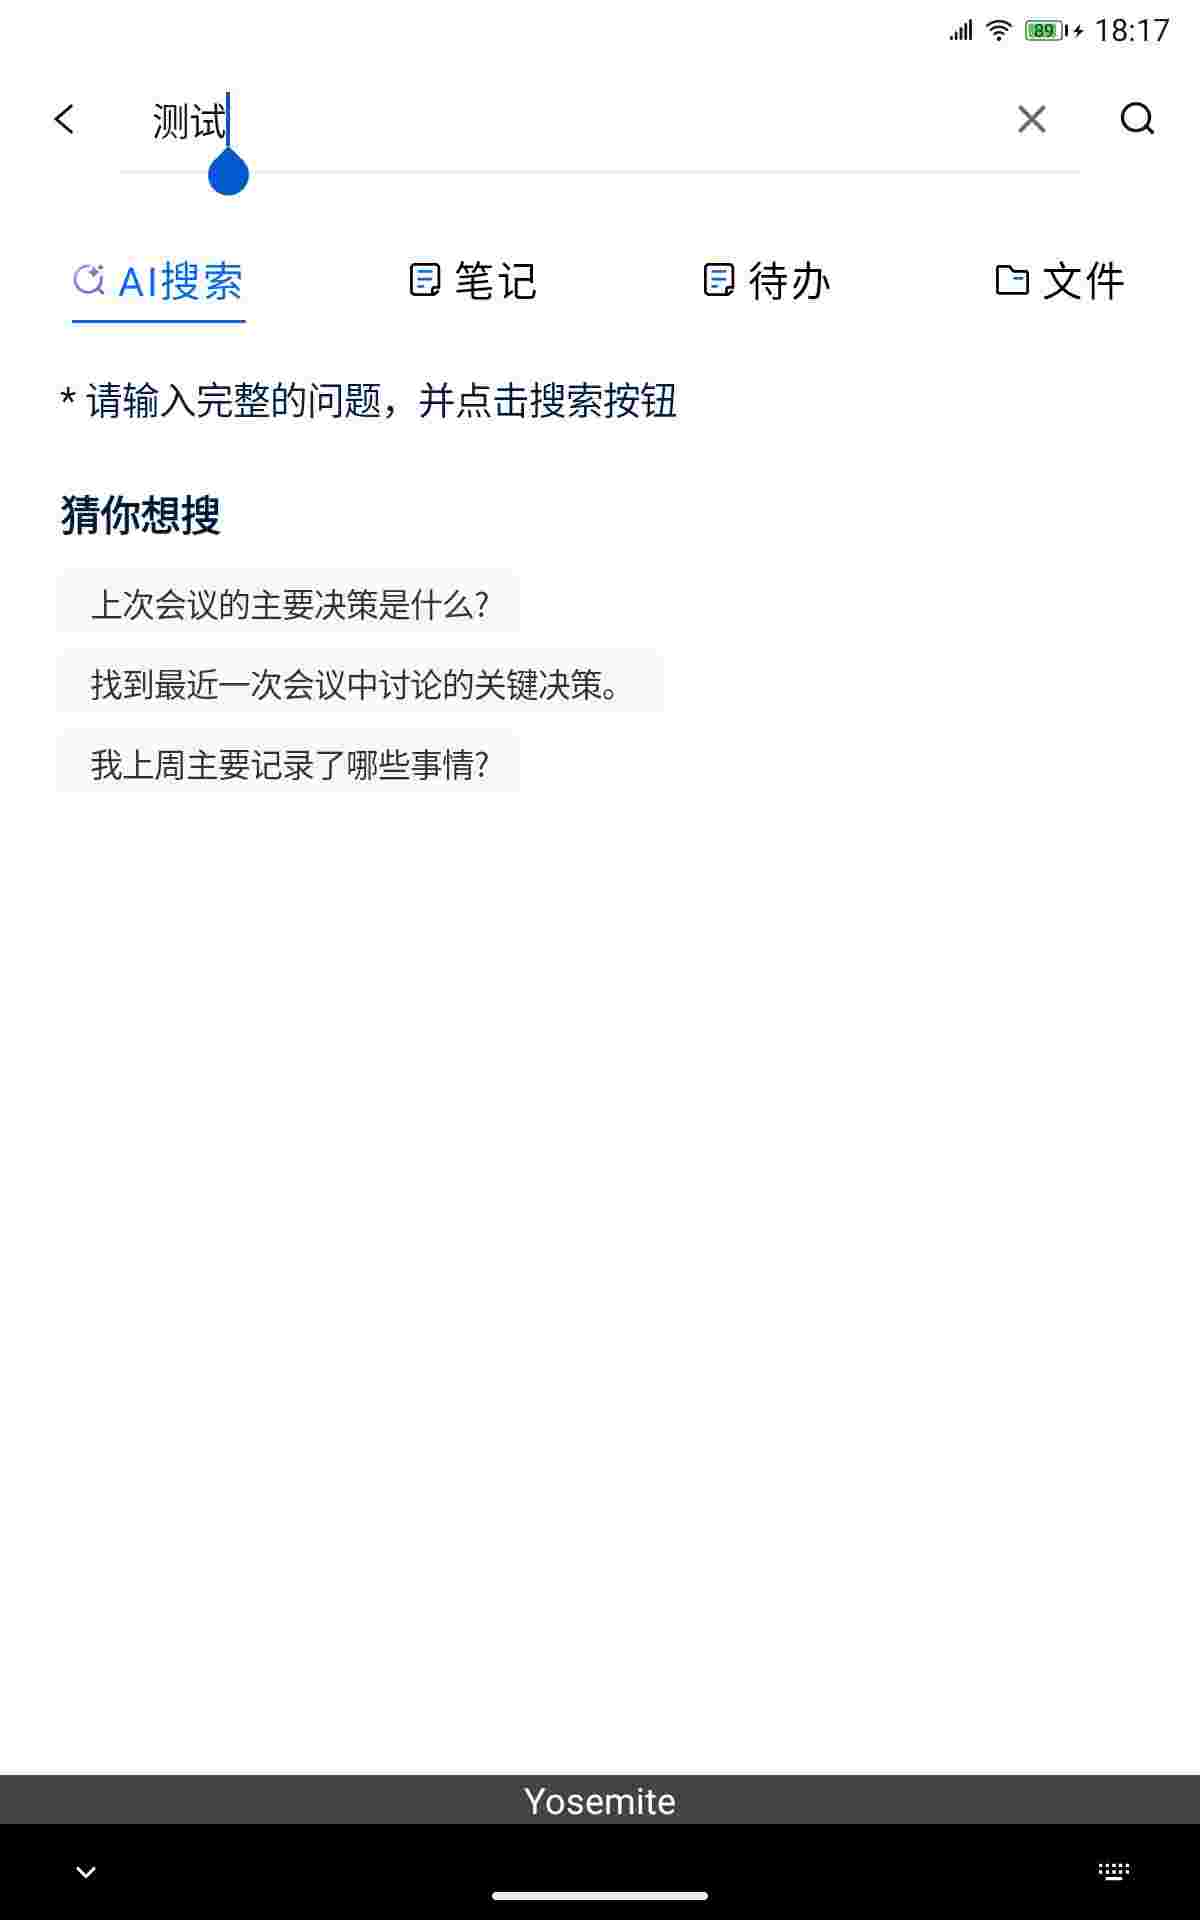 89 18:17
测试
AI搜索 笔记 待办 文件
* 请输入完整的问题，并点击搜索按钮
猜你想搜
上次会议的主要决策是什么?
找到最近一次会议中讨论的关键决策。
我上周主要记录了哪些事情?
Yosemite